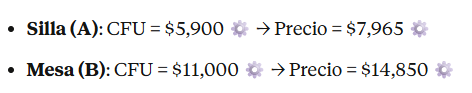 • Silla (A): CFU = $5,900 ⚙️ → Precio = $7,965 ⚙️
• Mesa (B): CFU = $11,000 ⚙️ → Precio = $14,850 ⚙️